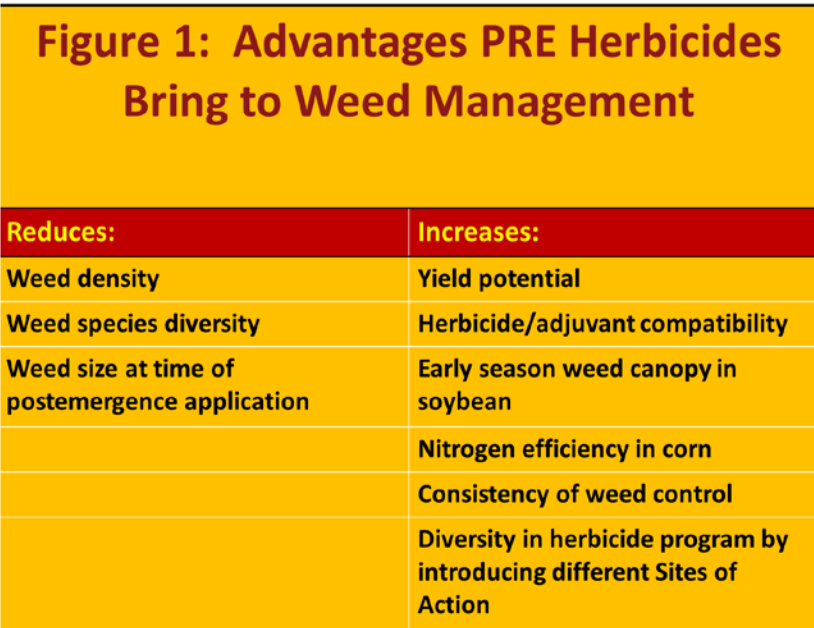 Figure 1:  Advantages PRE Herbicides
Bring to Weed Management
Reduces:
Increases:
Weed density
Yield potential
Weed species diversity
Herbicide/adjuvant compatibility
Weed size at time of
postemergence application
Early season weed canopy in
soybean
Nitrogen efficiency in corn
Consistency of weed control
Diversity in herbicide program by
introducing different Sites of
Action